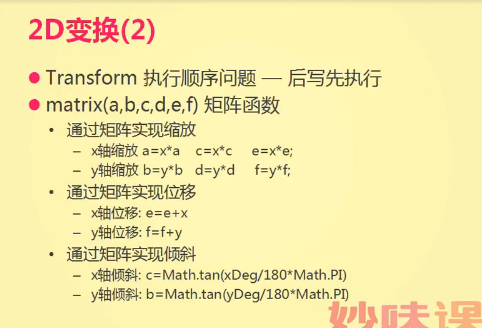 2D变换(2)
Transform 执行顺序问题 — 后写先执行
matrix(a,b,c,d,e,f) 矩阵函数
通过矩阵实现缩放
x轴缩放 a=x*a c=x*c e=x*e;
y轴缩放 b=y*b d=y*d f=y*f;
通过矩阵实现位移
x轴位移: e=e+x
y轴位移: f=f+y
通过矩阵实现倾斜
x轴倾斜: c=Math.tan(xDeg/180*Math.PI)
y轴倾斜: b=Math.tan(yDeg/180*Math.PI)
妙味课